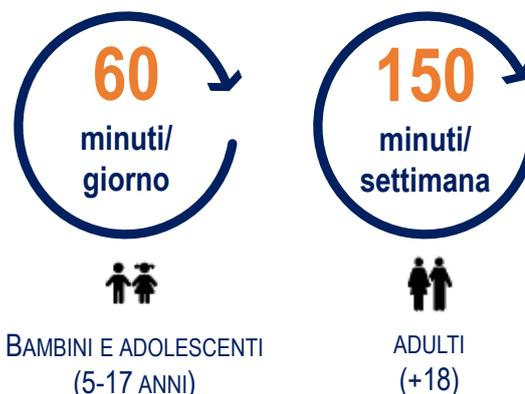 60
minuti/
giorno
BAMBINI E ADOLESCENTI
(5-17 ANNI)
150
minuti/
settimana
ADULTI
(+18)